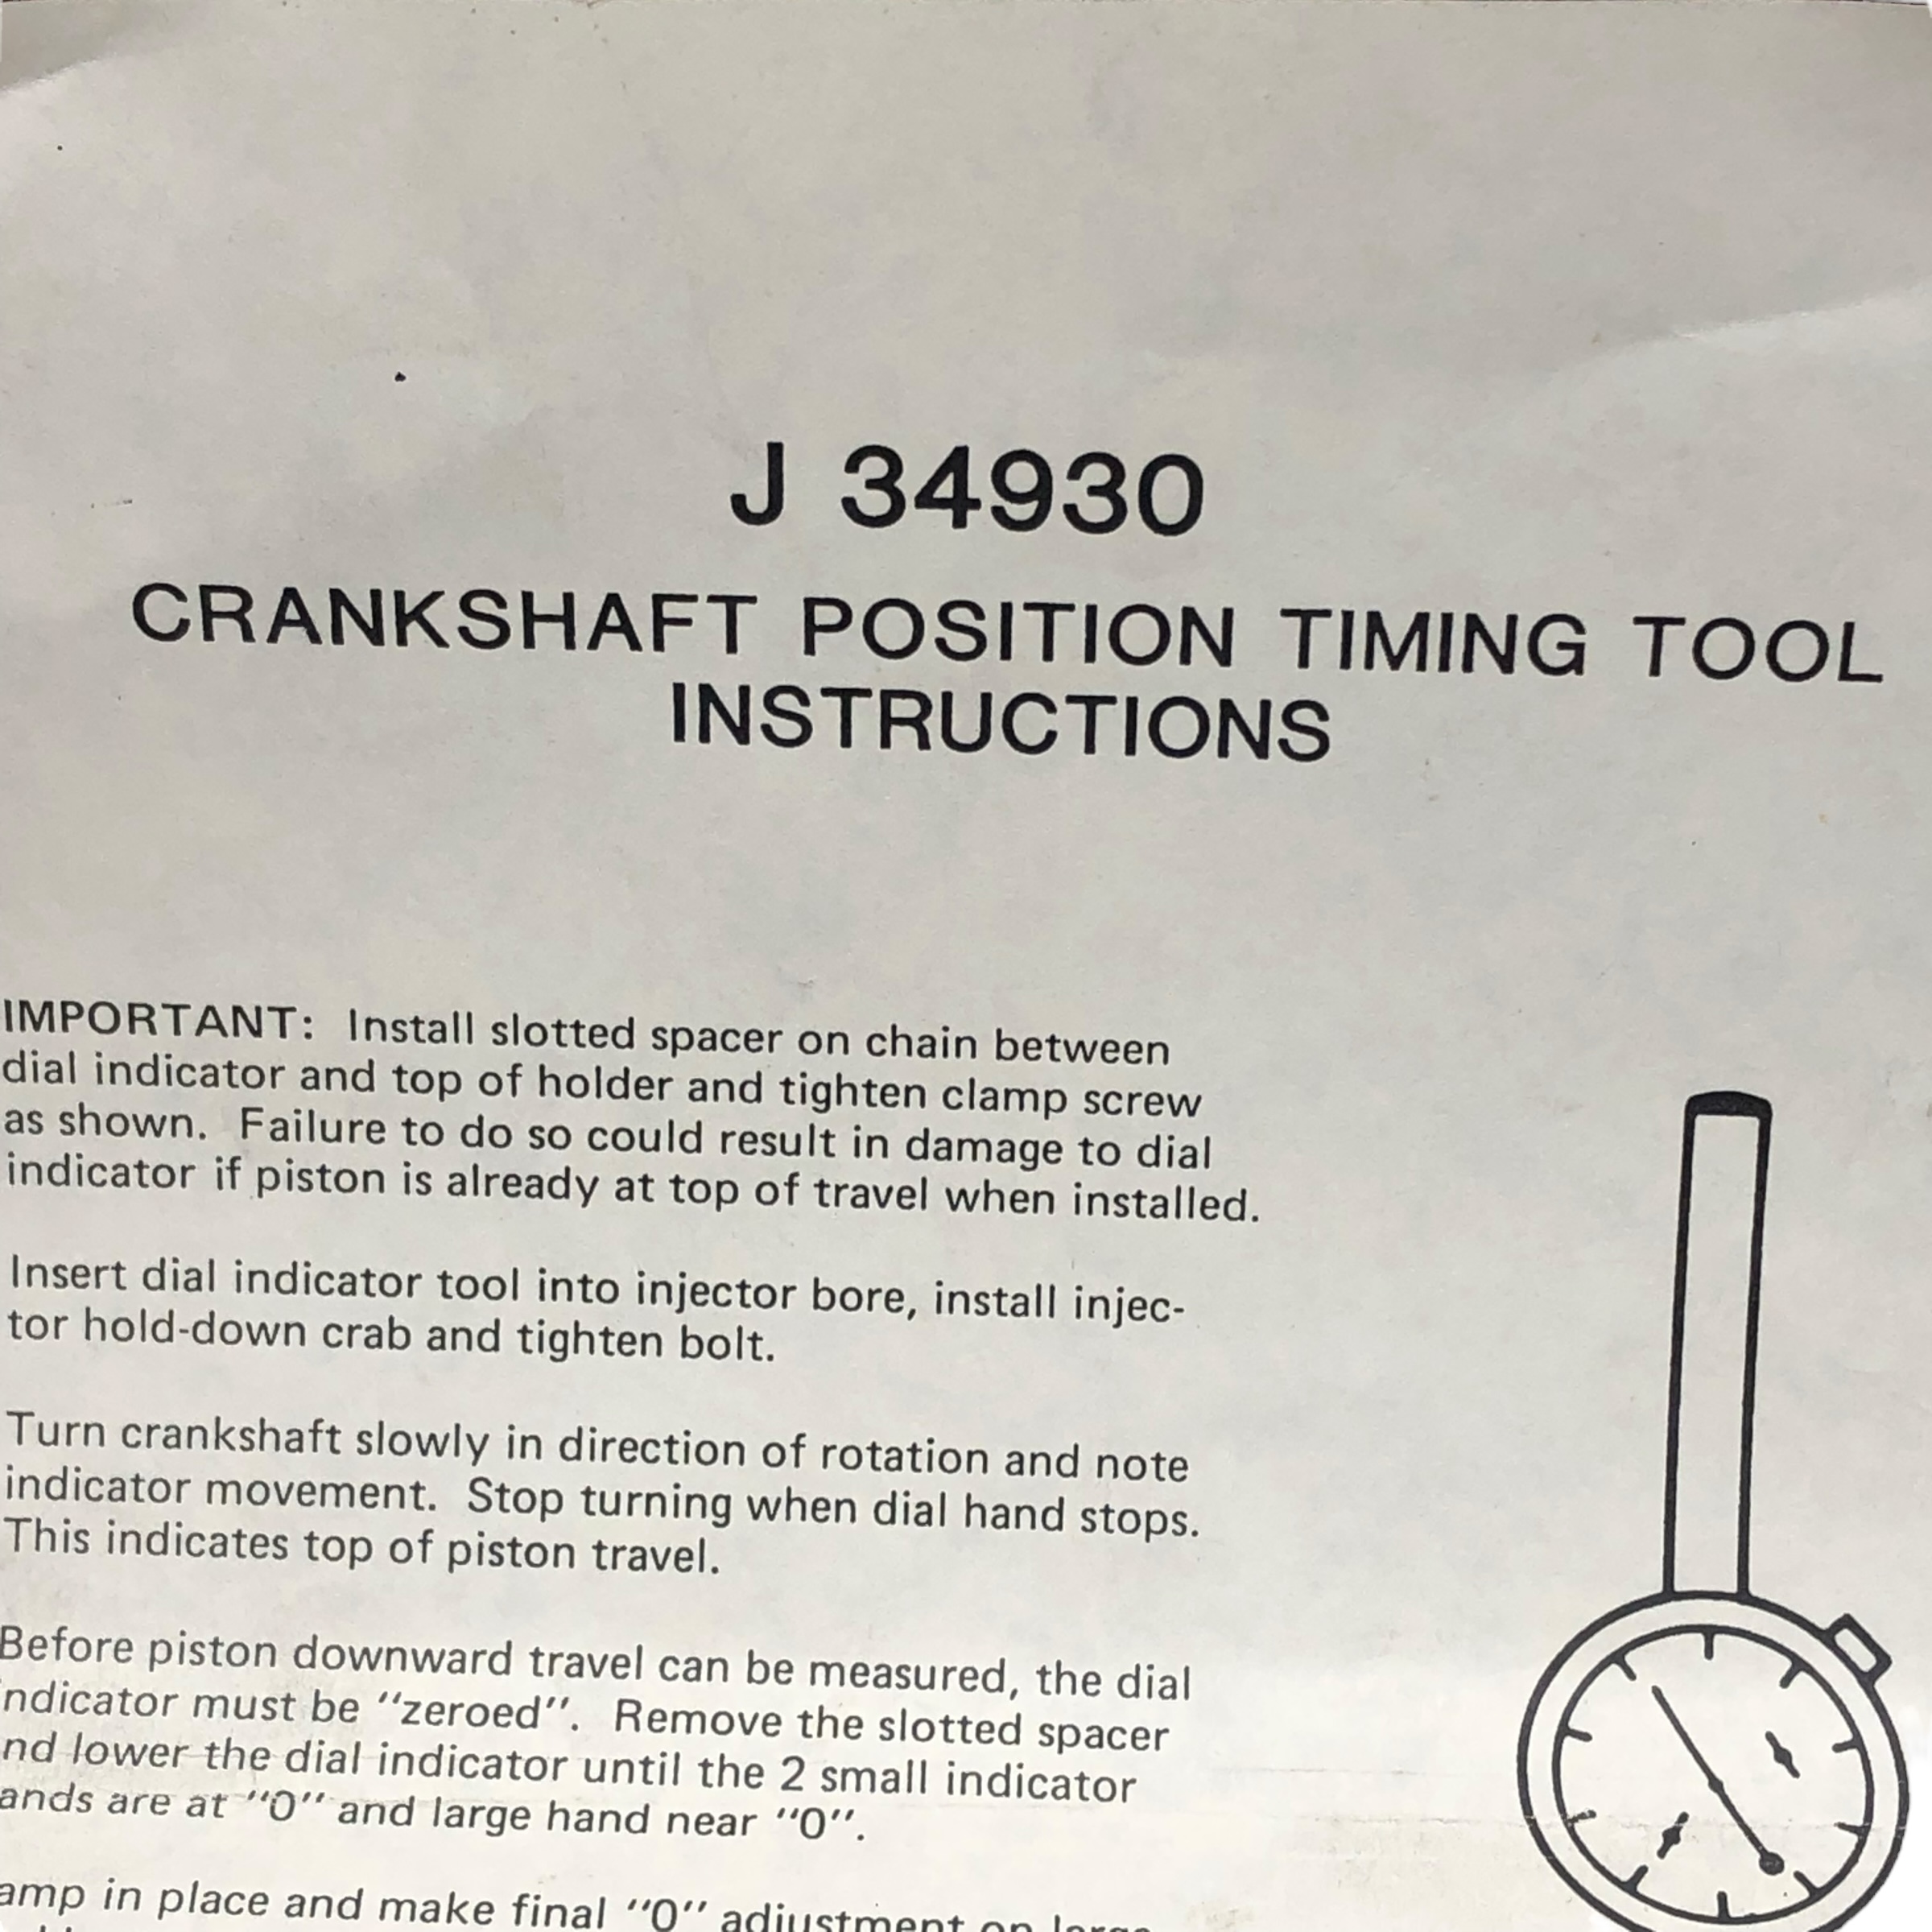 J 34930
CRANKSHAFT POSITION TIMING TOOL
INSTRUCTIONS
IMPORTANT: Install slotted spacer on chain between
dial indicator and top of holder and tighten clamp screw
as shown. Failure to do so could result in damage to dial
indicator if piston is already at top of travel when installed.
Insert dial indicator tool into injector bore, install injec-
tor hold-down crab and tighten bolt.
Turn crankshaft slowly in direction of rotation and note
indicator movement. Stop turning when dial hand stops.
This indicates top of piston travel.
Before piston downward travel can be measured, the dial
ndicator must be "zeroed". Remove the slotted spacer
nd lower the dial indicator until the 2 small indicator
ands are at "0" and large hand near "0".
amp in place and make final "0" adjustment on large